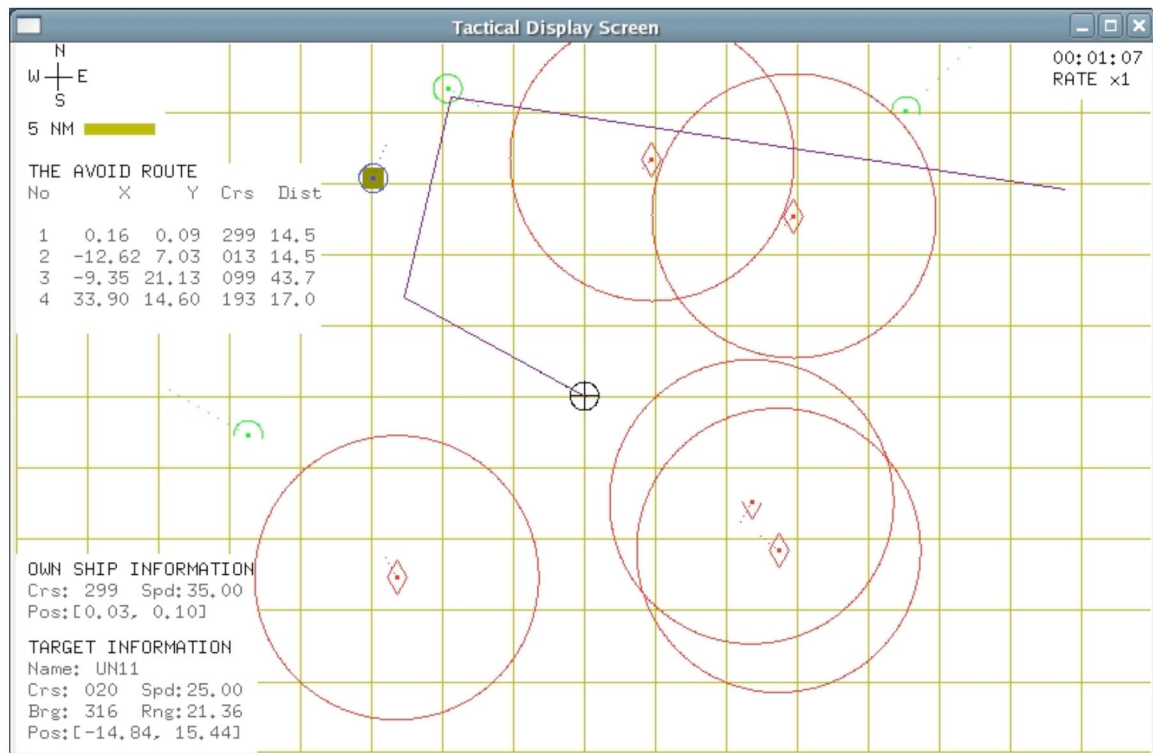 Tactical Display Screen
N
W E
S
00:01:07
RATE x1
5 NM
THE AVOID ROUTE
No X Y Crs Dist
1 0.16 0.09 299 14.5
2 -12.62 7.03 013 14.5
3 -9.35 21.13 099 43.7
4 33.90 14.60 193 17.0
OWN SHIP INFORMATION
Crs: 299 Spd:35.00
Pos:[0.03, 0.10]
TARGET INFORMATION
Name: UN11
Crs: 020 Spd:25.00
Brg: 316 Rng:21.36
Pos:[-14.84, 15.44]